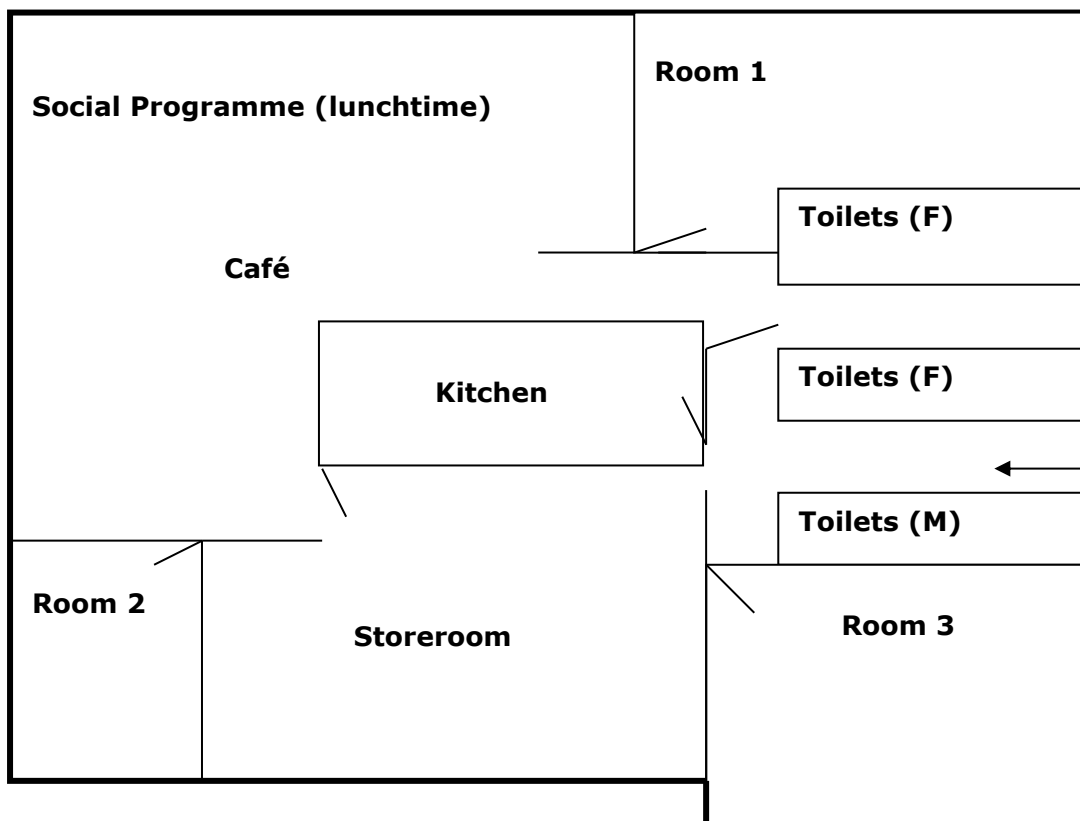 Room 1
Social Programme (lunchtime)
Toilets (F)
Café
Toilets (F)
Kitchen
Toilets (M)
Room 2
Room 3
Storeroom